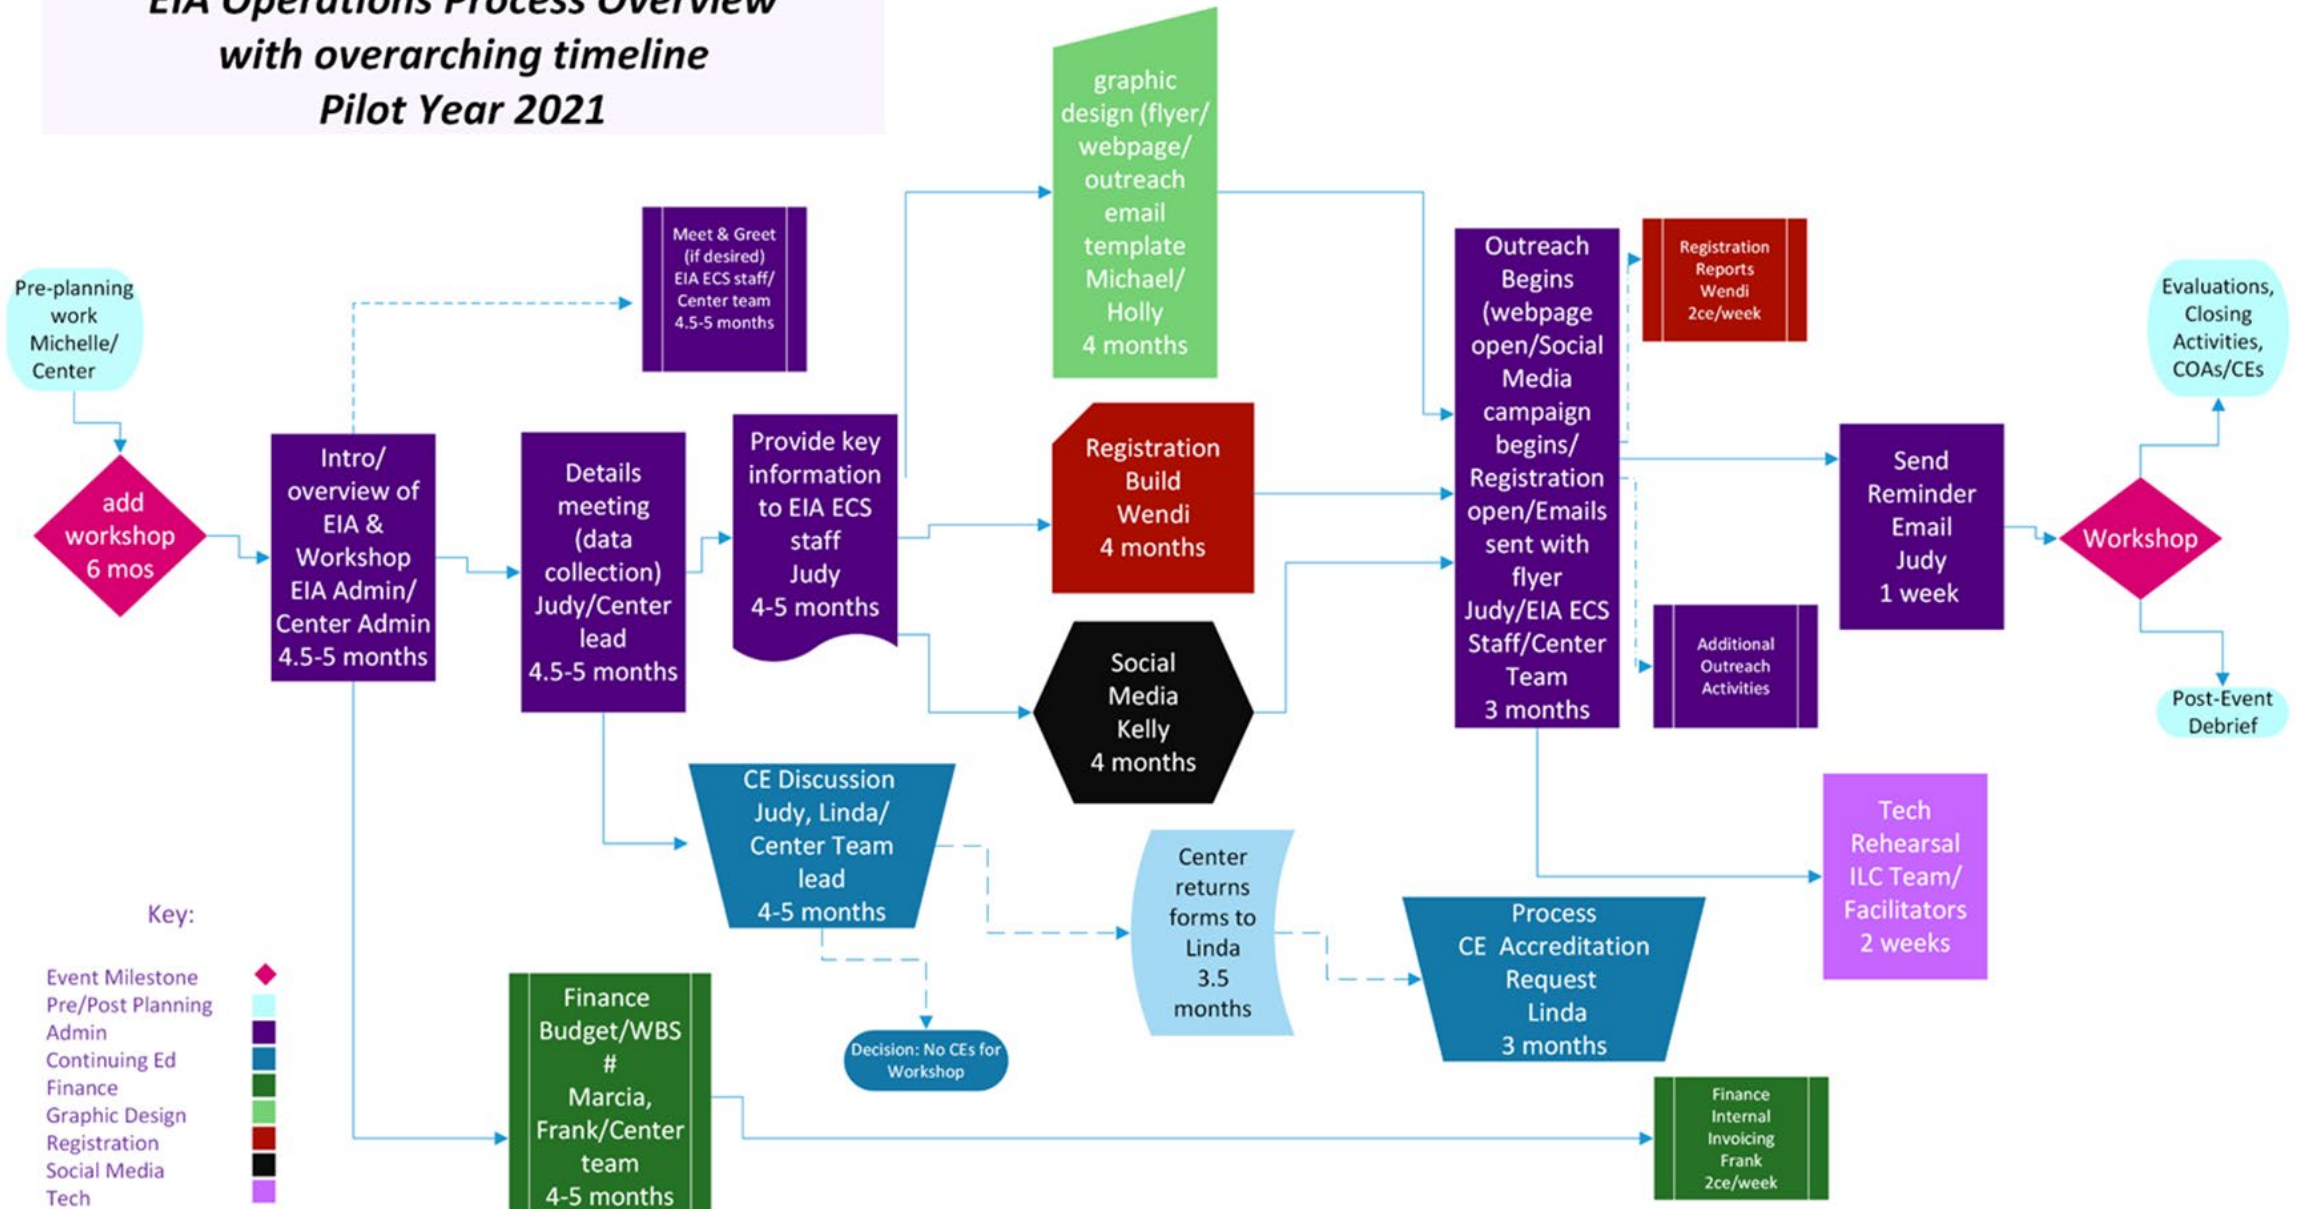 EIA Operations Process Overview
with overarching timeline
Pilot Year 2021
Pre-planning
work
Michelle/
Center
add
workshop
6 mos
Intro/
overview of
EIA &
Workshop
EIA Admin/
Center Admin
4.5-5 months
Meet & Greet
(if desired)
EIA ECS staff/
Center team
4.5-5 months
Details
meeting
(data
collection)
Judy/Center
lead
4.5-5 months
Provide key
information
to EIA ECS
staff
Judy
4-5 months
graphic
design (flyer/
webpage/
outreach
email
template
Michael/
Holly
4 months
Registration
Build
Wendi
4 months
Social
Media
Kelly
4 months
CE Discussion
Judy, Linda/
Center Team
lead
4-5 months
Decision: No CEs for
Workshop
Center
returns
forms to
Linda
3.5
months
Process
CE Accreditation
Request
Linda
3 months
Finance
Budget/WBS
#
Marcia,
Frank/Center
team
4-5 months
Finance
Internal
Invoicing
Frank
2ce/week
Outreach
Begins
(webpage
open/Social
Media
campaign
begins/
Registration
open/Emails
sent with
flyer
Judy/EIA ECS
Staff/Center
Team
3 months
Registration
Reports
Wendi
2ce/week
Additional
Outreach
Activities
Tech
Rehearsal
ILC Team/
Facilitators
2 weeks
Send
Reminder
Email
Judy
1 week
Workshop
Evaluations,
Closing
Activities,
COAs/CEs
Post-Event
Debrief
Key:
Event Milestone
Pre/Post Planning
Admin
Continuing Ed
Finance
Graphic Design
Registration
Social Media
Tech